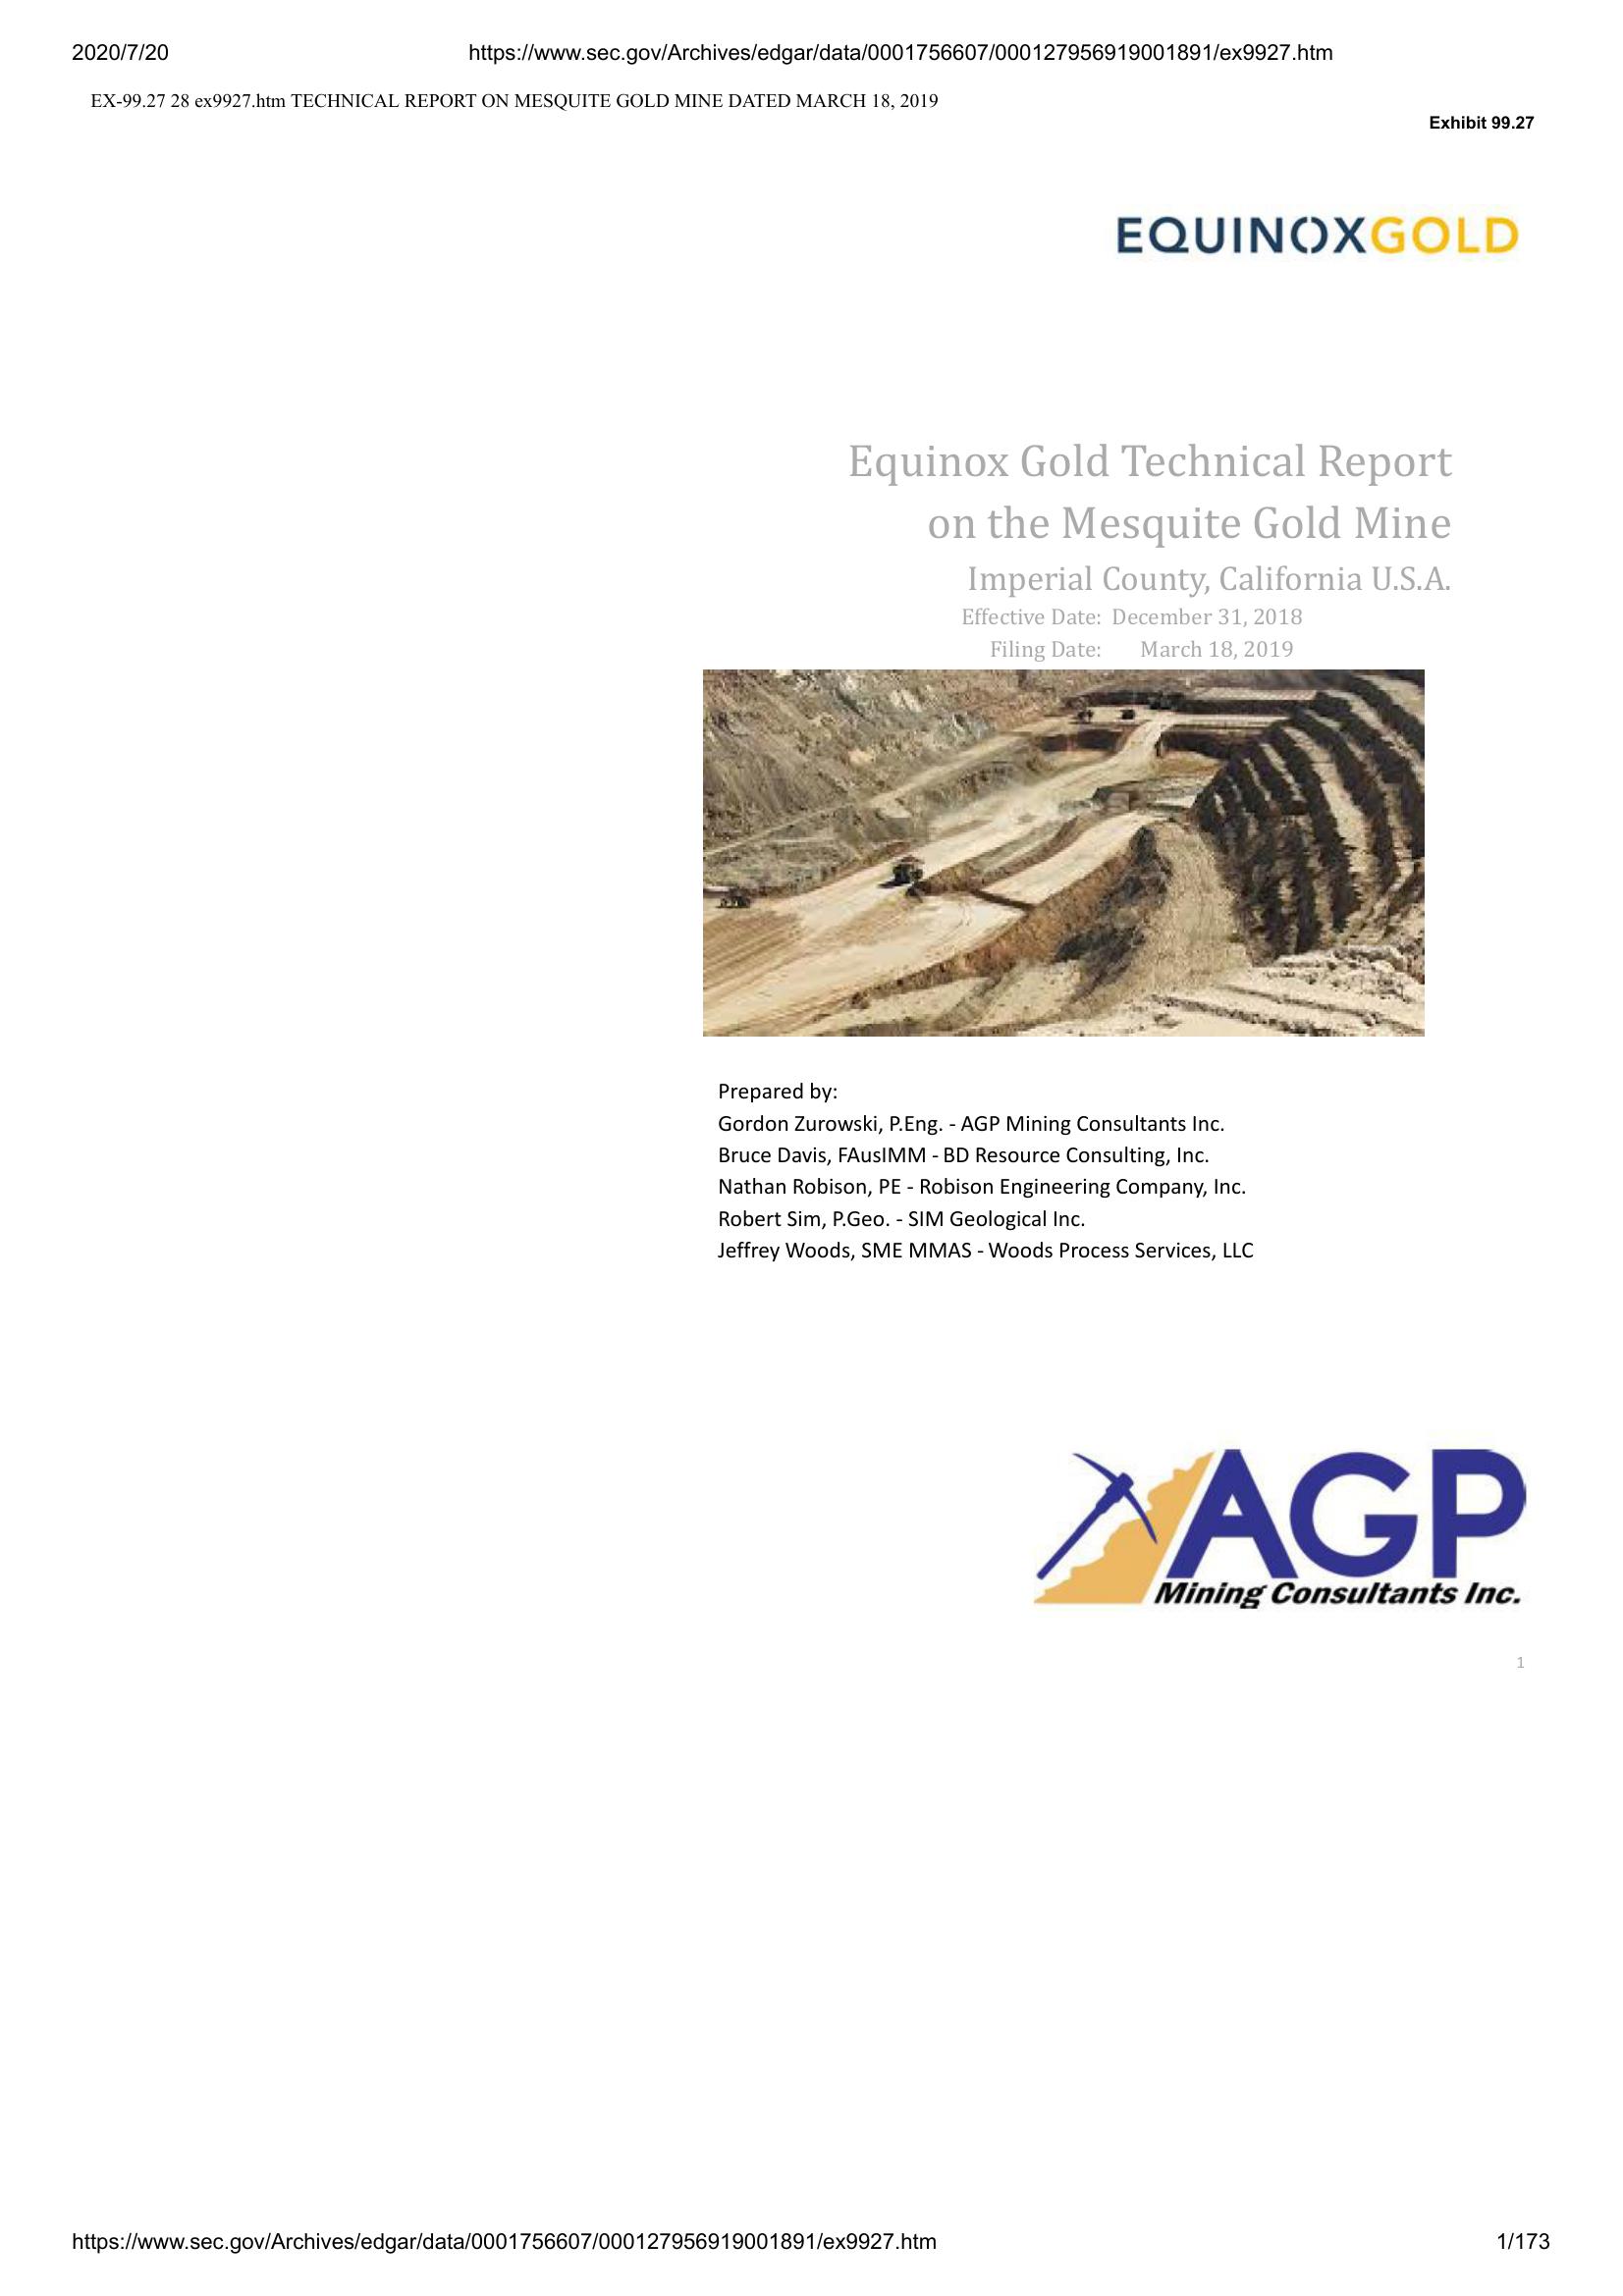 2020/7/20 https://www.sec.gov/Archives/edgar/data/0001756607/000127956919001891/ex9927.htm
EX-99.27 28 ex9927.htm TECHNICAL REPORT ON MESQUITE GOLD MINE DATED MARCH 18, 2019
Exhibit 99.27
EQUINOXGOLD
Equinox Gold Technical Report
on the Mesquite Gold Mine
Imperial County, California U.S.A.
Effective Date: December 31, 2018
Filing Date: March 18, 2019
Prepared by:
Gordon Zurowski, P.Eng. - AGP Mining Consultants Inc.
Bruce Davis, FAusIMM - BD Resource Consulting, Inc.
Nathan Robison, PE - Robison Engineering Company, Inc.
Robert Sim, P.Geo. - SIM Geological Inc.
Jeffrey Woods, SME MMAS - Woods Process Services, LLC
AGP
Mining Consultants Inc.
1
https://www.sec.gov/Archives/edgar/data/0001756607/000127956919001891/ex9927.htm 1/173